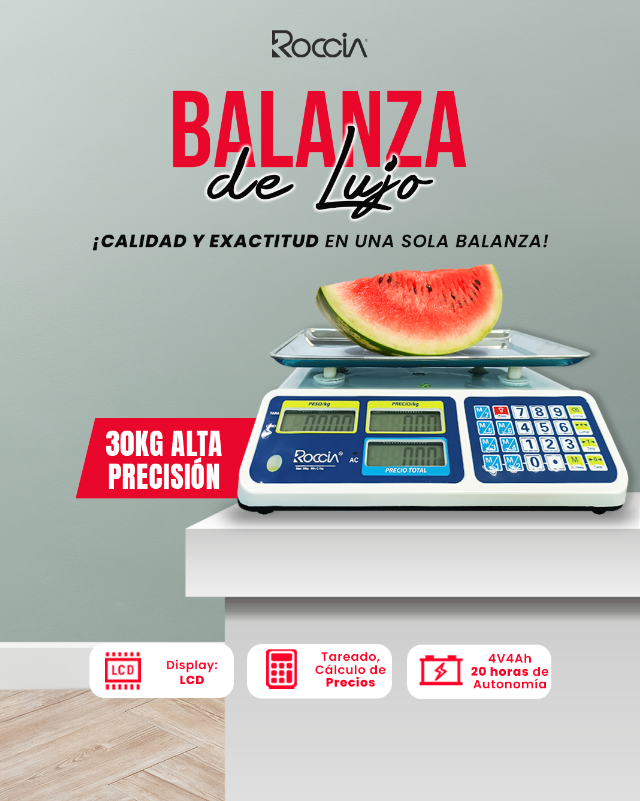 Roccia
BALANZA
de Lujo
¡CALIDAD Y EXACTITUD EN UNA SOLA BALANZA!
30KG ALTA
PRECISIÓN
PESO/kg
PRECIO/kg
TARA
Roccia
AC
PRECIO TOTAL
7 8 9
4 5 6
1 2 3
0
LCD
Display:
LCD
Tareado,
Cálculo de
Precios
4V4Ah
20 horas de
Autonomía